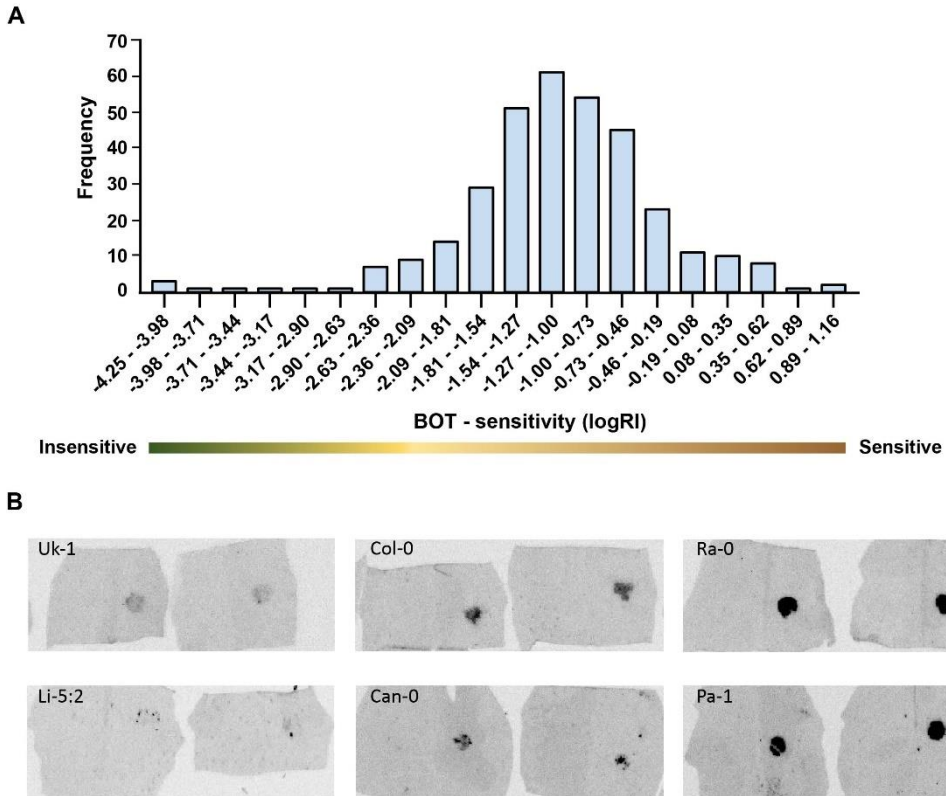 A
70
60
50
40
30
20
10
0
Frequency
-4.25 - -3.98
-3.98 - -3.71
-3.71 - -3.44
-3.44 - -3.17
-3.17 - -2.90
-2.90 - -2.63
-2.63 - -2.36
-2.36 - -2.09
-2.09 - -1.81
-1.81 - -1.54
-1.54 - -1.27
-1.27 - -1.00
-1.00 - -0.73
-0.73 - -0.46
-0.46 - -0.19
-0.19 - 0.08
0.08 - 0.35
0.35 - 0.62
0.62 - 0.89
0.89 - 1.16
BOT - sensitivity (logRI)
Insensitive Sensitive
B
Uk-1 Col-0 Ra-0
Li-5:2 Can-0 Pa-1